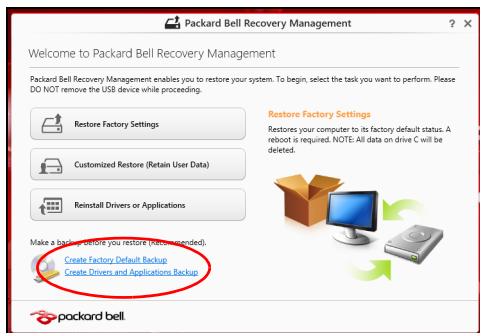 Packard Bell Recovery Management
? ×
Welcome to Packard Bell Recovery Management
Packard Bell Recovery Management enables you to restore your system. To begin, select the task you want to perform. Please
DO NOT remove the USB device while proceeding.
Restore Factory Settings
Customized Restore (Retain User Data)
Reinstall Drivers or Applications
Restore Factory Settings
Restores your computer to its factory default status. A
reboot is required. NOTE: All data on drive C will be
deleted.
Make a backup before you restore (Recommended).
Create Factory Default Backup
Create Drivers and Applications Backup
packard bell.